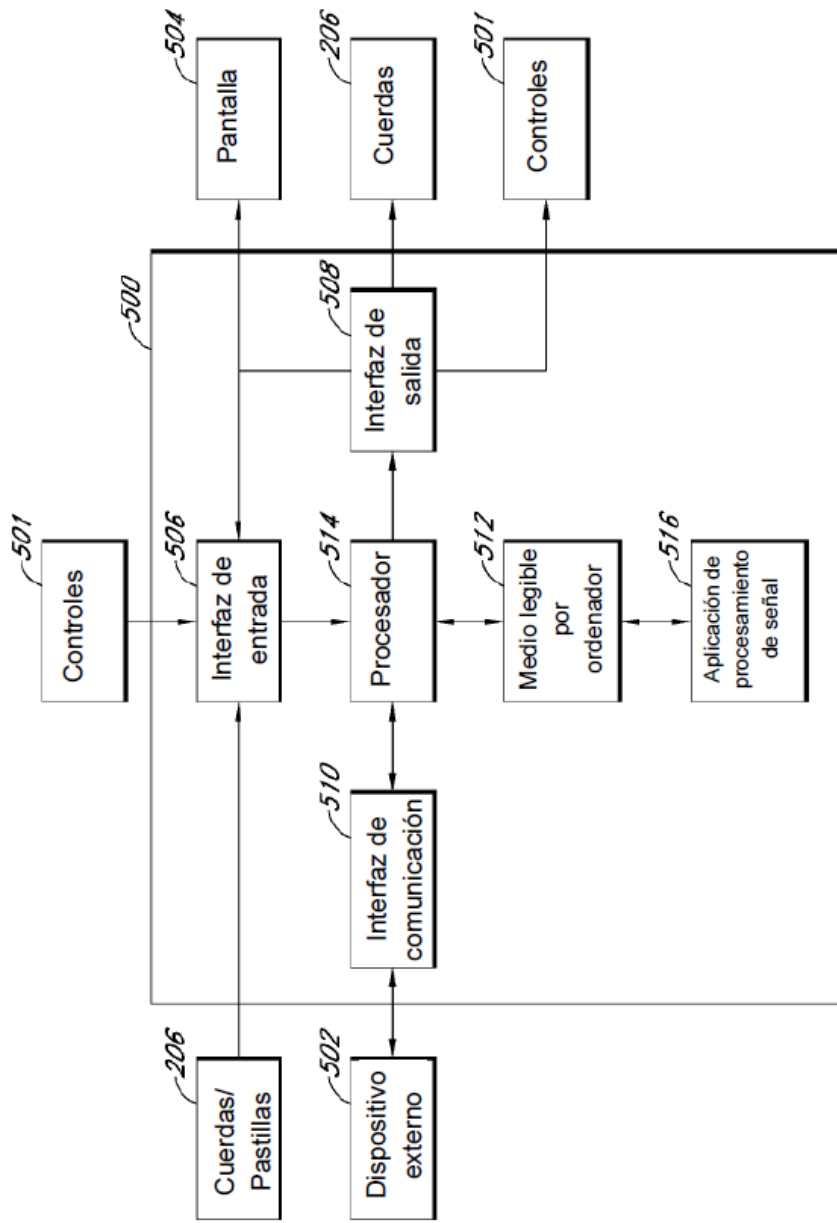 501
Controles
500
504
Pantalla
206
Cuerdas/
Pastillas
506
Interfaz de
entrada
508
Interfaz de
salida
206
Cuerdas
502
Dispositivo
externo
510
Interfaz de
comunicación
514
Procesador
501
Controles
512
Medio legible
por
ordenador
516
Aplicación de
procesamiento
de señal